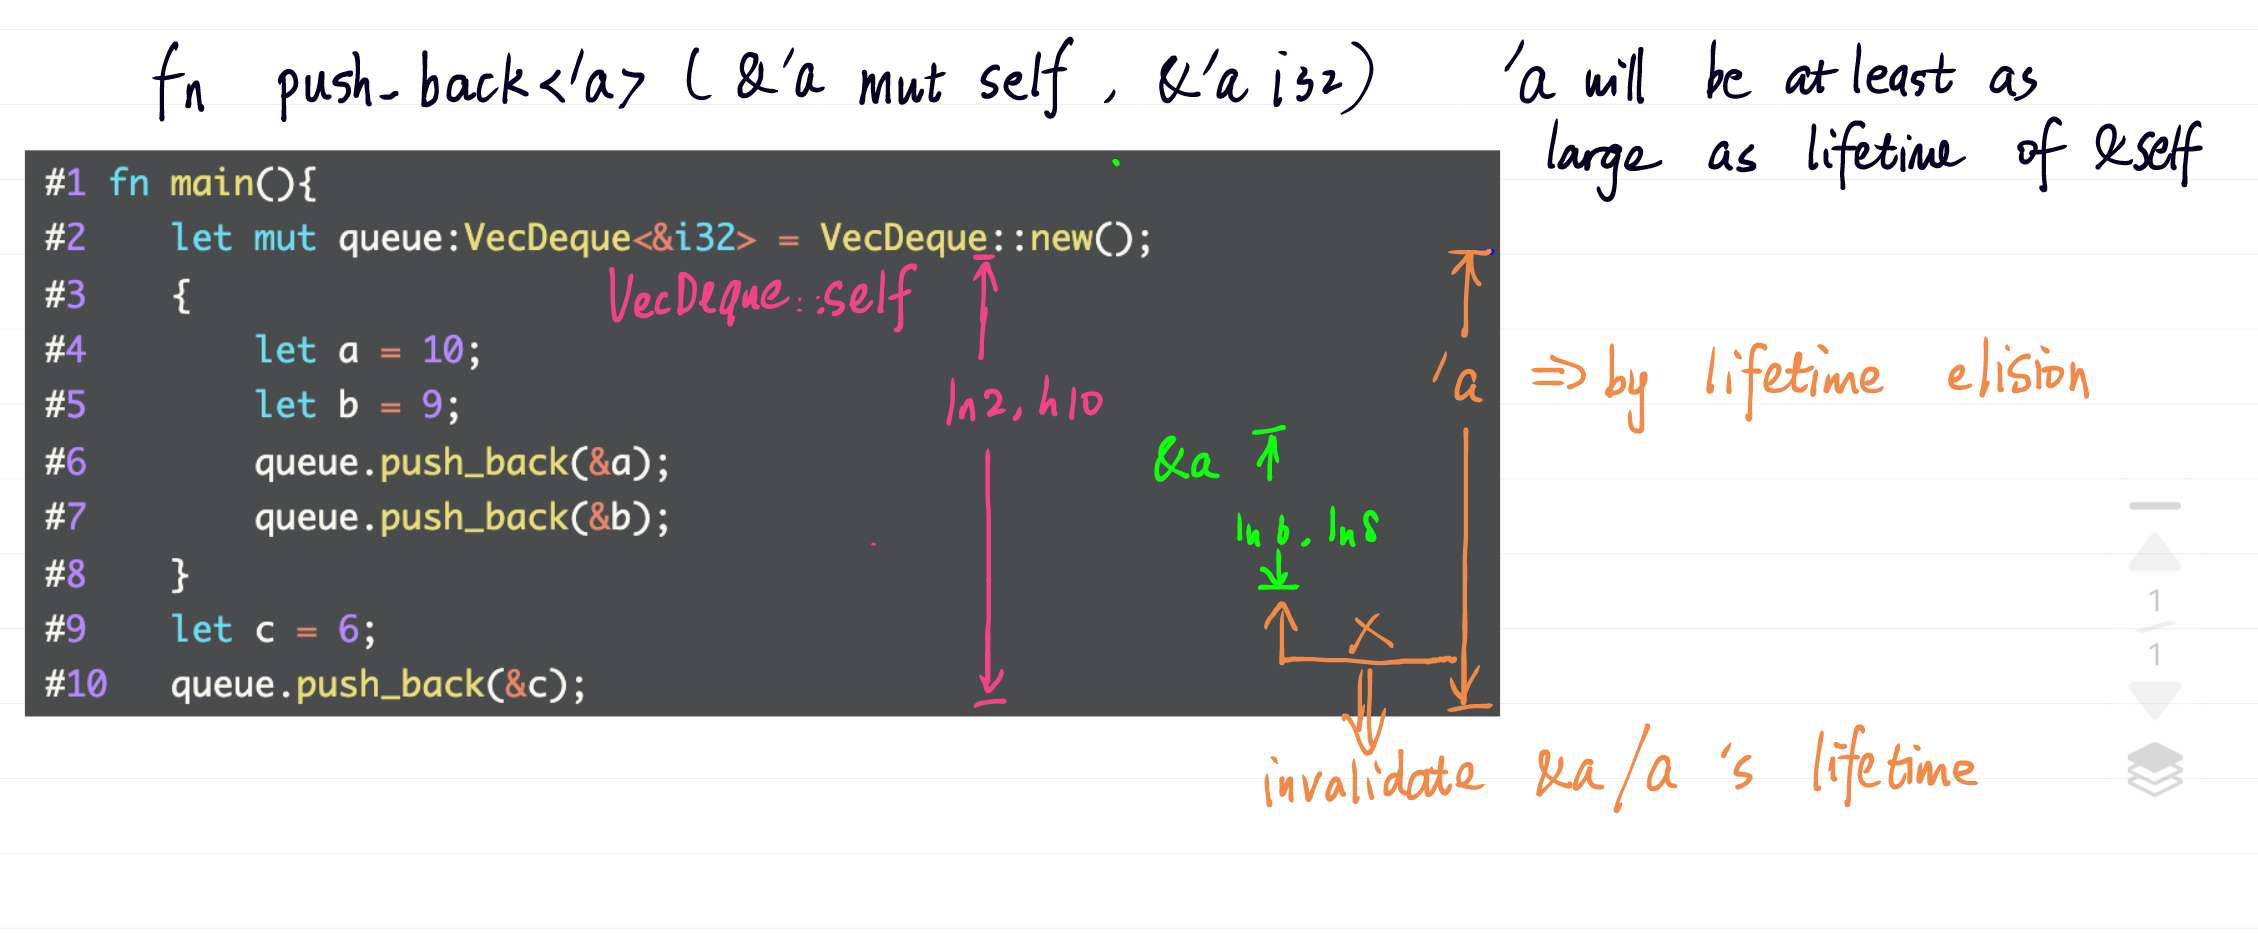 fn push_back<'a> (&'a mut self, &'a i32) 'a will be at least as
large as lifetime of &self
#1 fn main(){
#2 let mut queue:VecDeque<&i32> = VecDeque::new();
#3 {
VecDeque::self
#4 let a = 10;
'a => by lifetime elision
#5 let b = 9;
ln2, h10
#6 queue.push_back(&a);
&a
#7 queue.push_back(&b);
ln 6. ln8
#8 }
#9 let c = 6;
X
#10 queue.push_back(&c);
invalidate &a/a 's lifetime
1
1